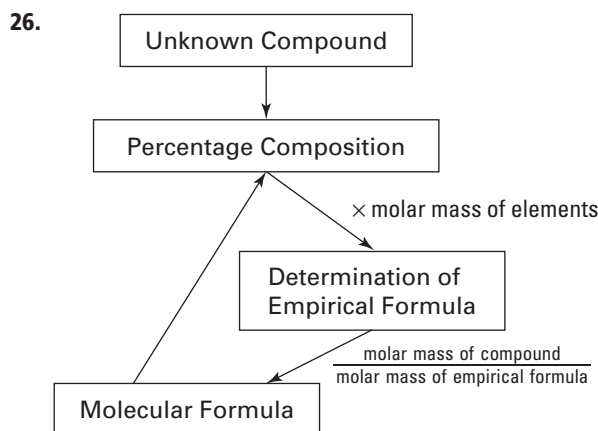 26.
Unknown Compound
Percentage Composition
× molar mass of elements
Determination of
Empirical Formula
molar mass of compound
molar mass of empirical formula
Molecular Formula